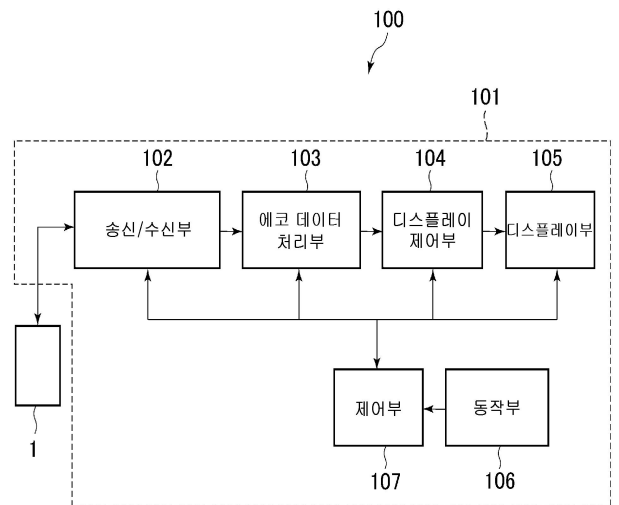 100
101
102
103
104
105
송신/수신부
에코 데이터
처리부
디스플레이
제어부
디스플레이부
1
제어부
동작부
107
106